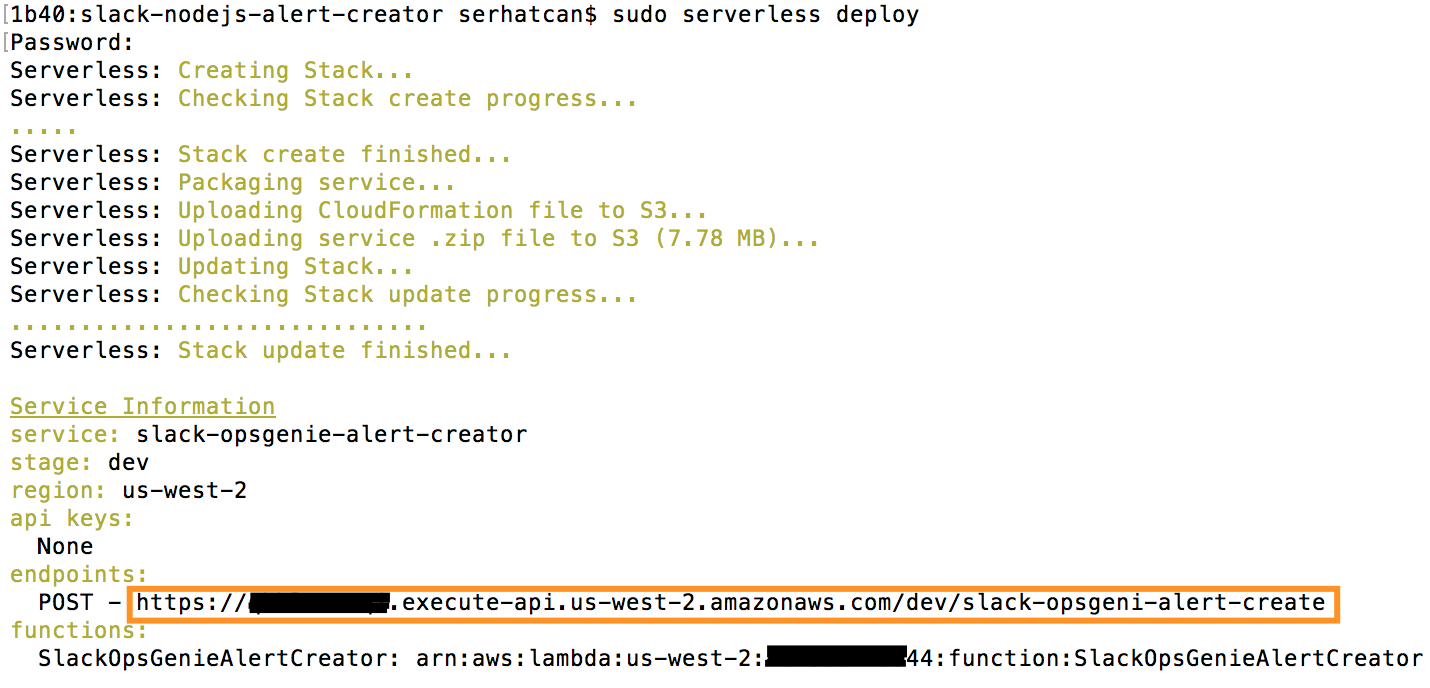 [1b40:slack-nodejs-alert-creator serhatcan$ sudo serverless deploy
[Password:
Serverless: Creating Stack...
Serverless: Checking Stack create progress...
.....
Serverless: Stack create finished...
Serverless: Packaging service...
Serverless: Uploading CloudFormation file to S3...
Serverless: Uploading service .zip file to S3 (7.78 MB)...
Serverless: Updating Stack...
Serverless: Checking Stack update progress...
..............................
Serverless: Stack update finished...

Service Information
service: slack-opsgenie-alert-creator
stage: dev
region: us-west-2
api keys:
  None
endpoints:
  POST - https://.execute-api.us-west-2.amazonaws.com/dev/slack-opsgeni-alert-create
functions:
  SlackOpsGenieAlertCreator: arn:aws:lambda:us-west-2:44:function:SlackOpsGenieAlertCreator